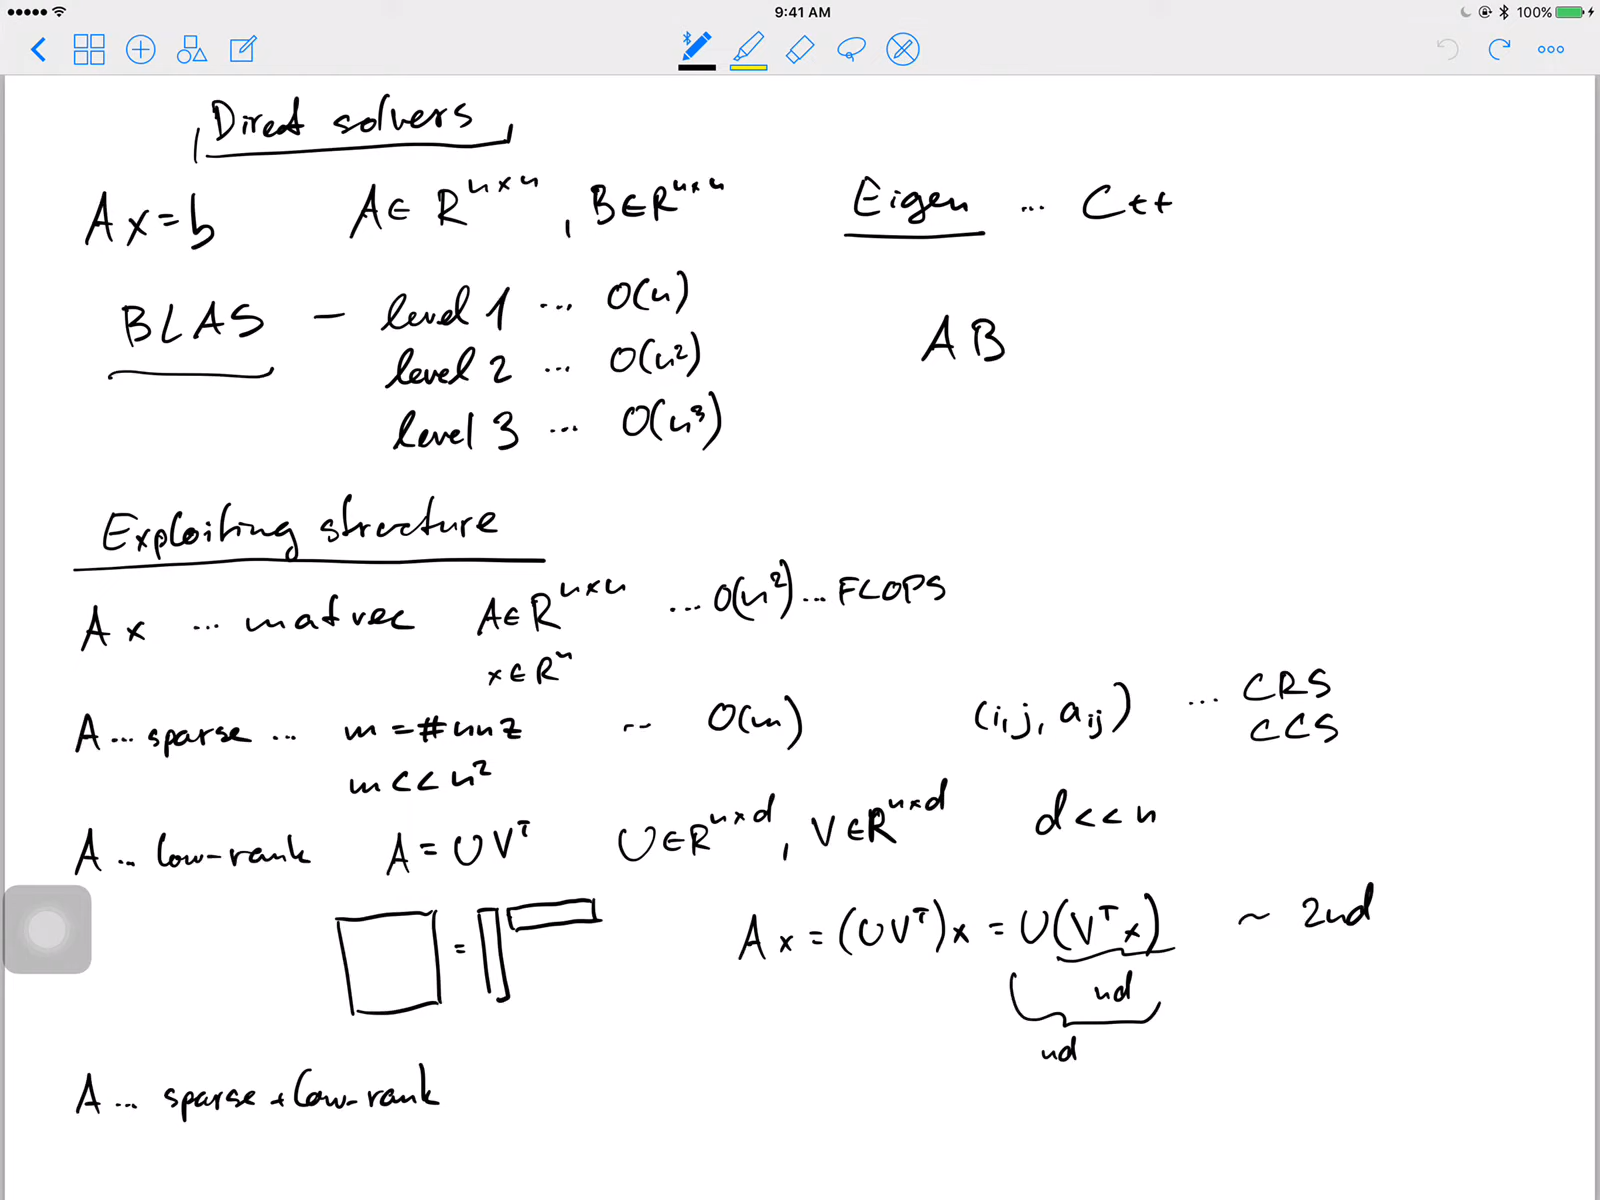 9:41 AM 100%
Direct solvers
Ax=b A∈R^{n×n}, B∈R^{n×n} Eigen ... C++
BLAS – level 1 ... O(n)
level 2 ... O(n²) AB
level 3 ... O(n³)
Exploiting structure
Ax ... matvec A∈R^{n×n} ... O(n²) ... FLOPS
x∈R^n
A ... sparse ... m = #nnz ~ O(m) (i,j, a_{ij}) ... CRS
CCS
m << n²
A ... low-rank A = UV^T U∈R^{n×d}, V∈R^{n×d} d << n
=
Ax = (UV^T)x = U(V^T x) ~ 2nd
nd
nd
A ... sparse + low-rank